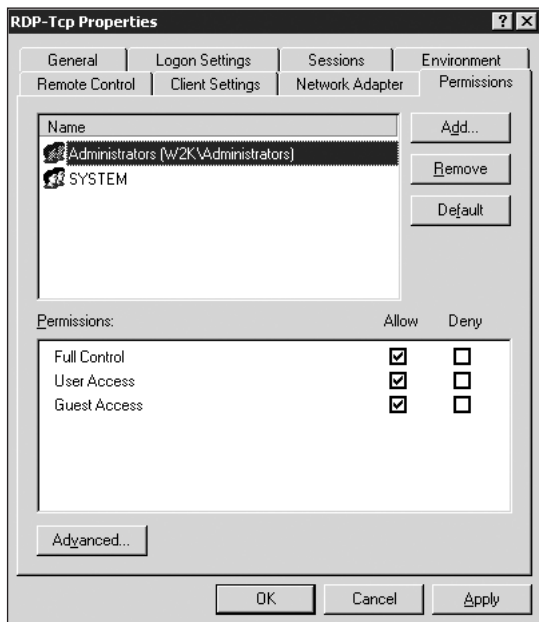 RDP-Tcp Properties
General Logon Settings Sessions Environment
Remote Control Client Settings Network Adapter Permissions
Name
Add...
Administrators (W2K\Administrators)
Remove
SYSTEM
Default
Permissions: Allow Deny
Full Control
User Access
Guest Access
Advanced...
OK Cancel Apply